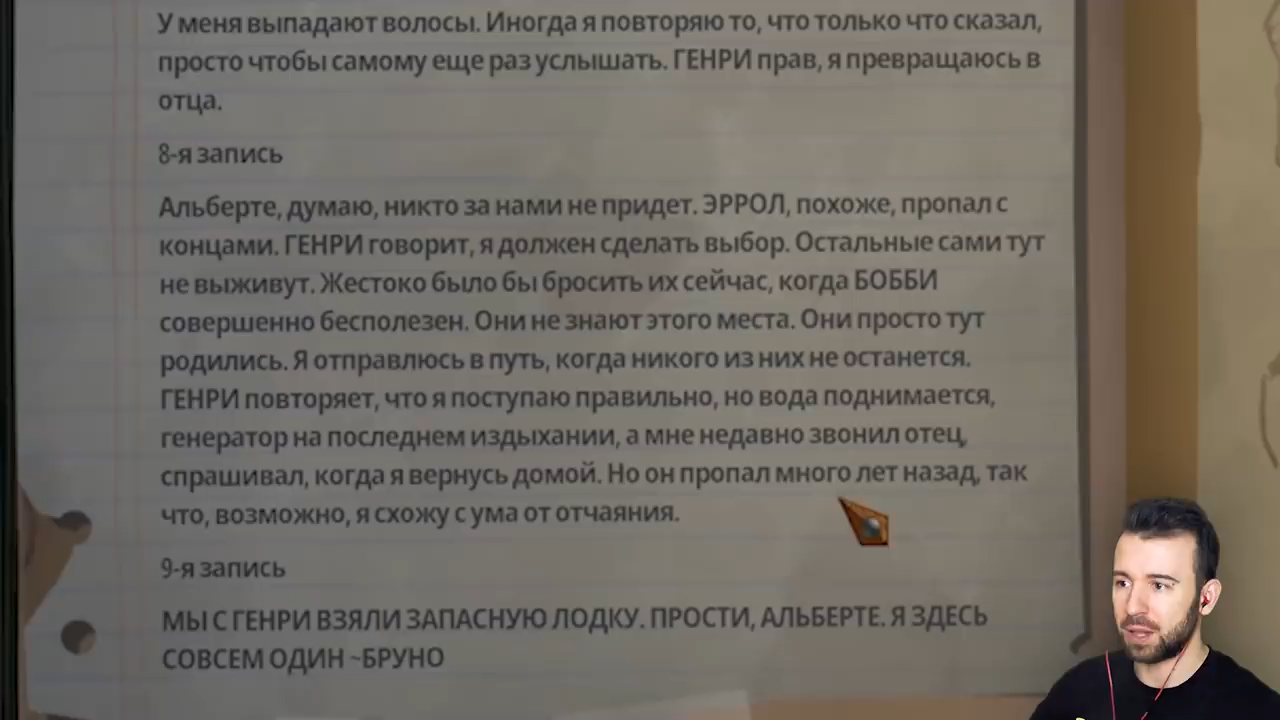 У меня выпадают волосы. Иногда я повторяю то, что только что сказал,
просто чтобы самому еще раз услышать. ГЕНРИ прав, я превращаюсь в
отца.
8-я запись
Альберте, думаю, никто за нами не придет. ЭРРОЛ, похоже, пропал с
концами. ГЕНРИ говорит, я должен сделать выбор. Остальные сами тут
не выживут. Жестоко было бы бросить их сейчас, когда БОББИ
совершенно бесполезен. Они не знают этого места. Они просто тут
родились. Я отправлюсь в путь, когда никого из них не останется.
ГЕНРИ повторяет, что я поступаю правильно, но вода поднимается,
генератор на последнем издыхании, а мне недавно звонил отец,
спрашивал, когда я вернусь домой. Но он пропал много лет назад, так
что, возможно, я схожу с ума от отчаяния.
9-я запись
МЫ С ГЕНРИ ВЗЯЛИ ЗАПАСНУЮ ЛОДКУ. ПРОСТИ, АЛЬБЕРТЕ. Я ЗДЕСЬ
СОВСЕМ ОДИН ~БРУНО